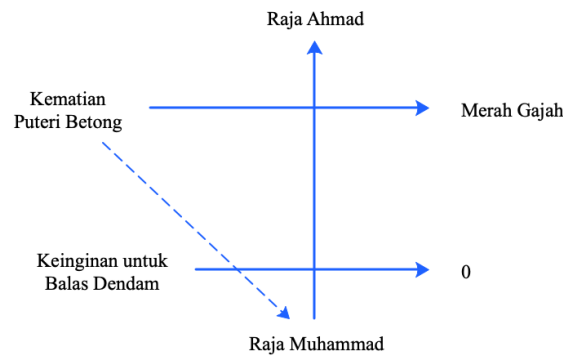 Raja Ahmad
Kematian
Puteri Betong
Merah Gajah
Keinginan untuk
Balas Dendam
0
Raja Muhammad